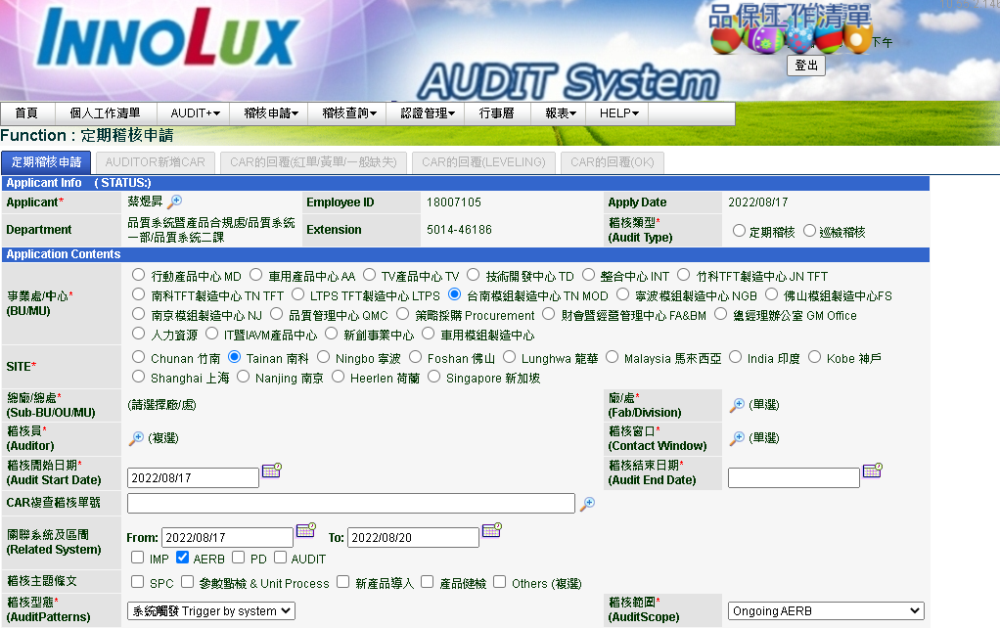 INNOLUX
品保工作清單
下午
登出
AUDIT System
首頁 個人工作清單 AUDIT+▾ 稽核申請▾ 稽核查詢▾ 認證管理▾ 行事曆 報表▾ HELP▾
Function : 定期稽核申請
定期稽核申請 AUDITOR新增CAR CAR的回覆(紅單/黃單/一般缺失) CAR的回覆(LEVELING) CAR的回覆(OK)
Applicant Info ( STATUS:)
Applicant* 蔡煜昇 Employee ID 18007105 Apply Date 2022/08/17
Department 品質系統暨產品合規處/品質系統一部/品質系統二課 Extension 5014-46186 稽核類型* (Audit Type) 定期稽核 巡檢稽核
Application Contents
事業處/中心* (BU/MU)
行動產品中心 MD 車用產品中心 AA TV產品中心 TV 技術開發中心 TD 整合中心 INT 竹科TFT製造中心 JN TFT
南科TFT製造中心 TN TFT LTPS TFT製造中心 LTPS 台南模組製造中心 TN MOD 寧波模組製造中心 NGB 佛山模組製造中心FS
南京模組製造中心 NJ 品質管理中心 QMC 策略採購 Procurement 財會暨經營管理中心 FA&BM 總經理辦公室 GM Office
人力資源 IT暨IAVM產品中心 新創事業中心 車用模組製造中心
SITE*
Chunan 竹南 Tainan 南科 Ningbo 寧波 Foshan 佛山 Lunghwa 龍華 Malaysia 馬來西亞 India 印度 Kobe 神戶
Shanghai 上海 Nanjing 南京 Heerlen 荷蘭 Singapore 新加坡
總廠/總處* (Sub-BU/OU/MU) (請選擇廠/處) 廠/處* (Fab/Division) (單選)
稽核員* (Auditor) (複選) 稽核窗口* (Contact Window) (單選)
稽核開始日期* (Audit Start Date) 2022/08/17 稽核結束日期* (Audit End Date)
CAR複查稽核單號
關聯系統及區間 (Related System)
From: 2022/08/17 To: 2022/08/20
IMP AERB PD AUDIT
稽核主題條文 SPC 參數點檢 & Unit Process 新產品導入 產品健檢 Others (複選)
稽核型態* (AuditPatterns) 系統觸發 Trigger by system 稽核範圍* (AuditScope) Ongoing AERB